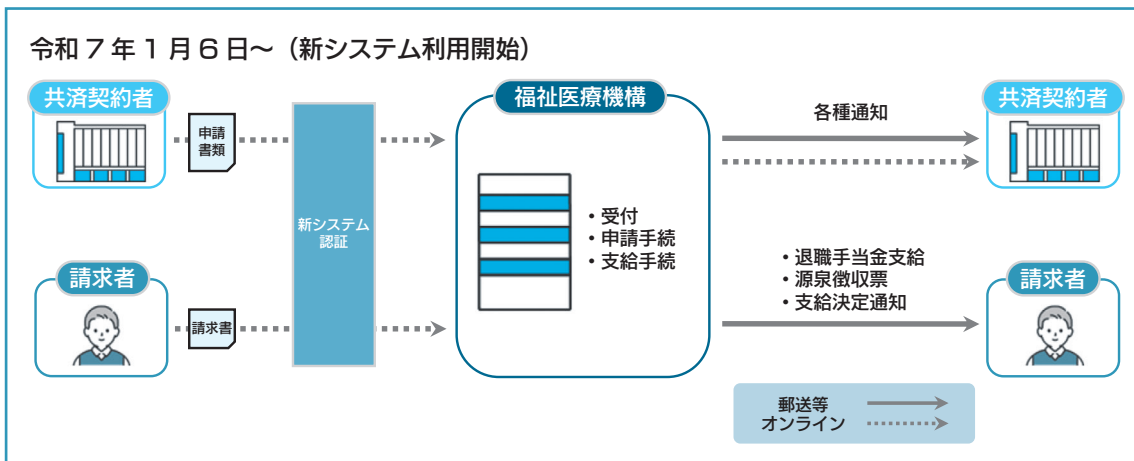 令和7年1月6日～（新システム利用開始）
共済契約者
申請
書類
請求者
請求書
新システム
認証
福祉医療機構
・受付
・申請手続
・支給手続
各種通知
共済契約者
・退職手当金支給
・源泉徴収票
・支給決定通知
請求者
郵送等
オンライン